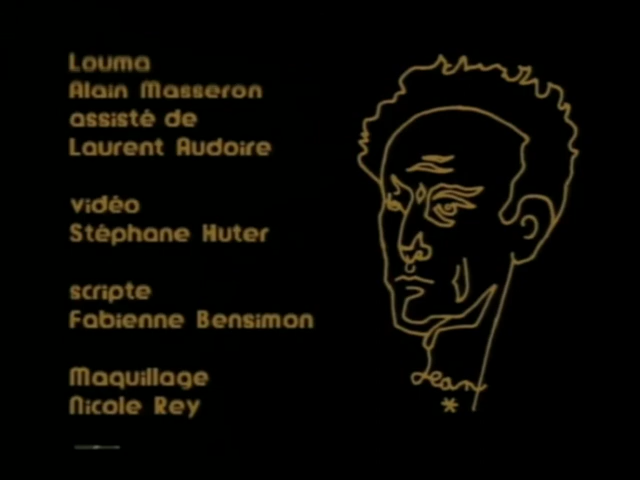 Louma
Alain Masseron
assisté de
Laurent Audoire
vidéo
Stéphane Huter
scripte
Fabienne Bensimon
Maquillage
Nicole Rey
Jean
*